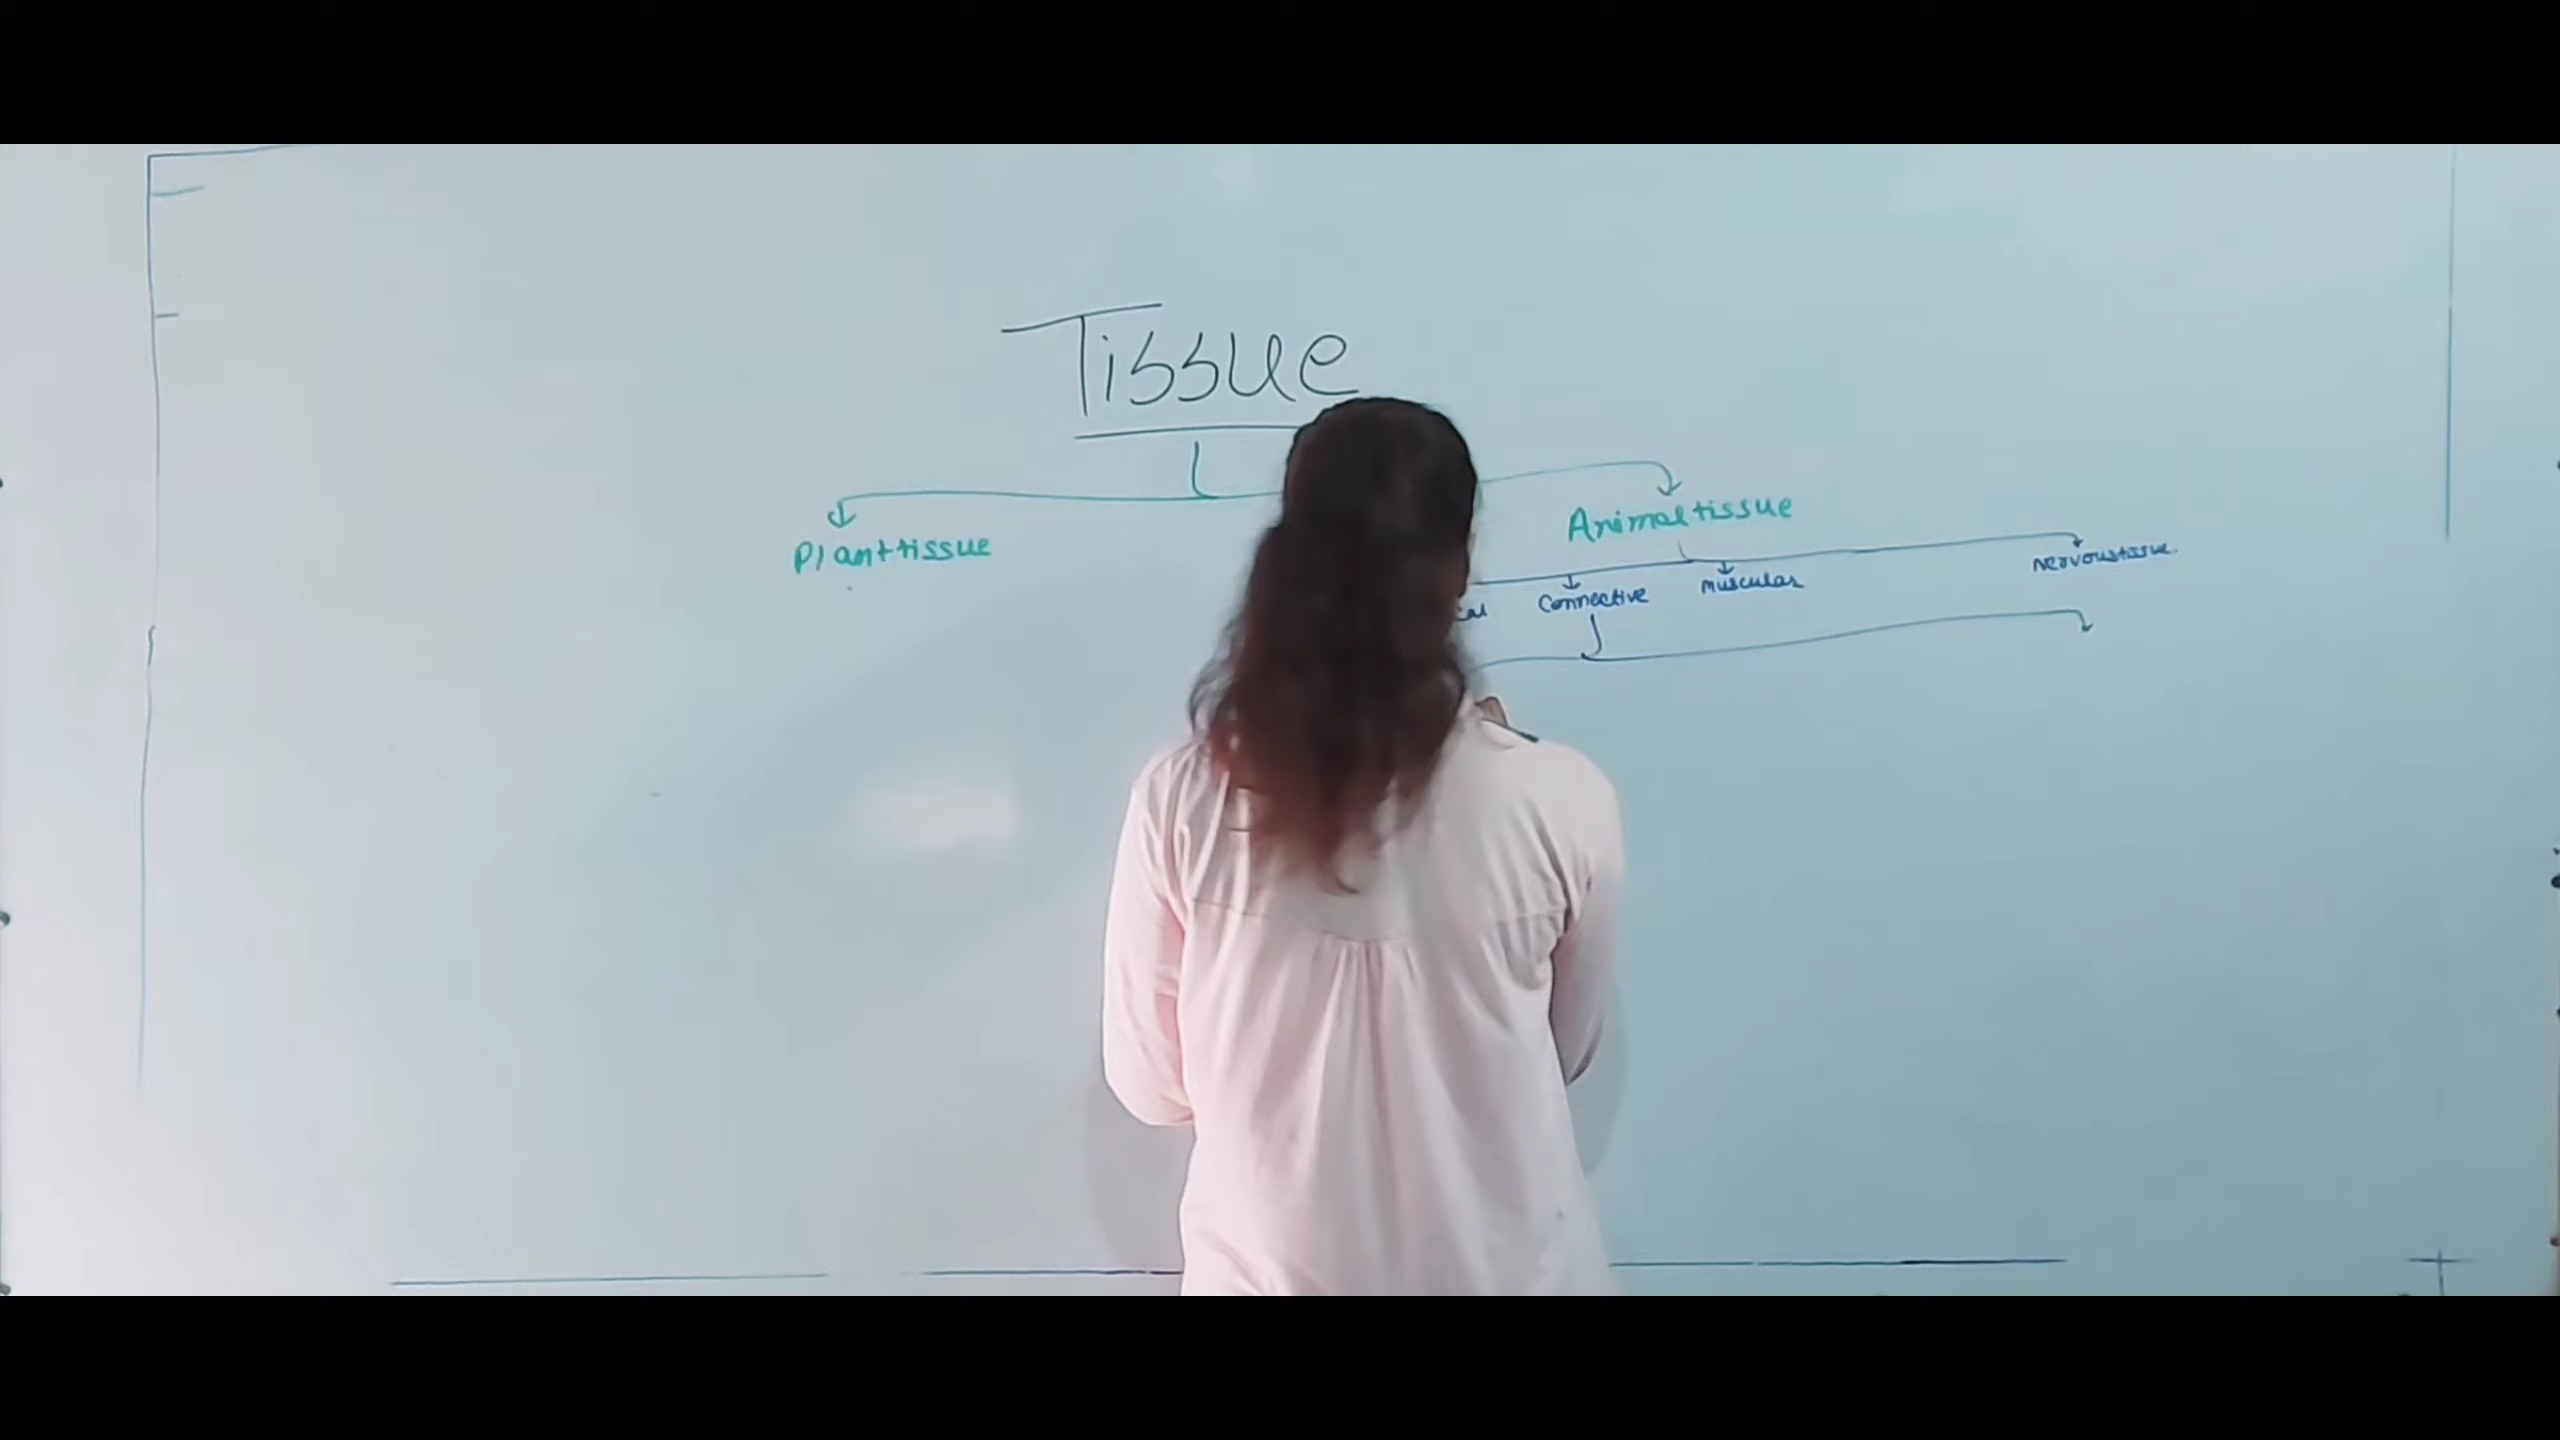 Tissue
Plant tissue
Animal tissue
Connective
Muscular
Nervous tissue.